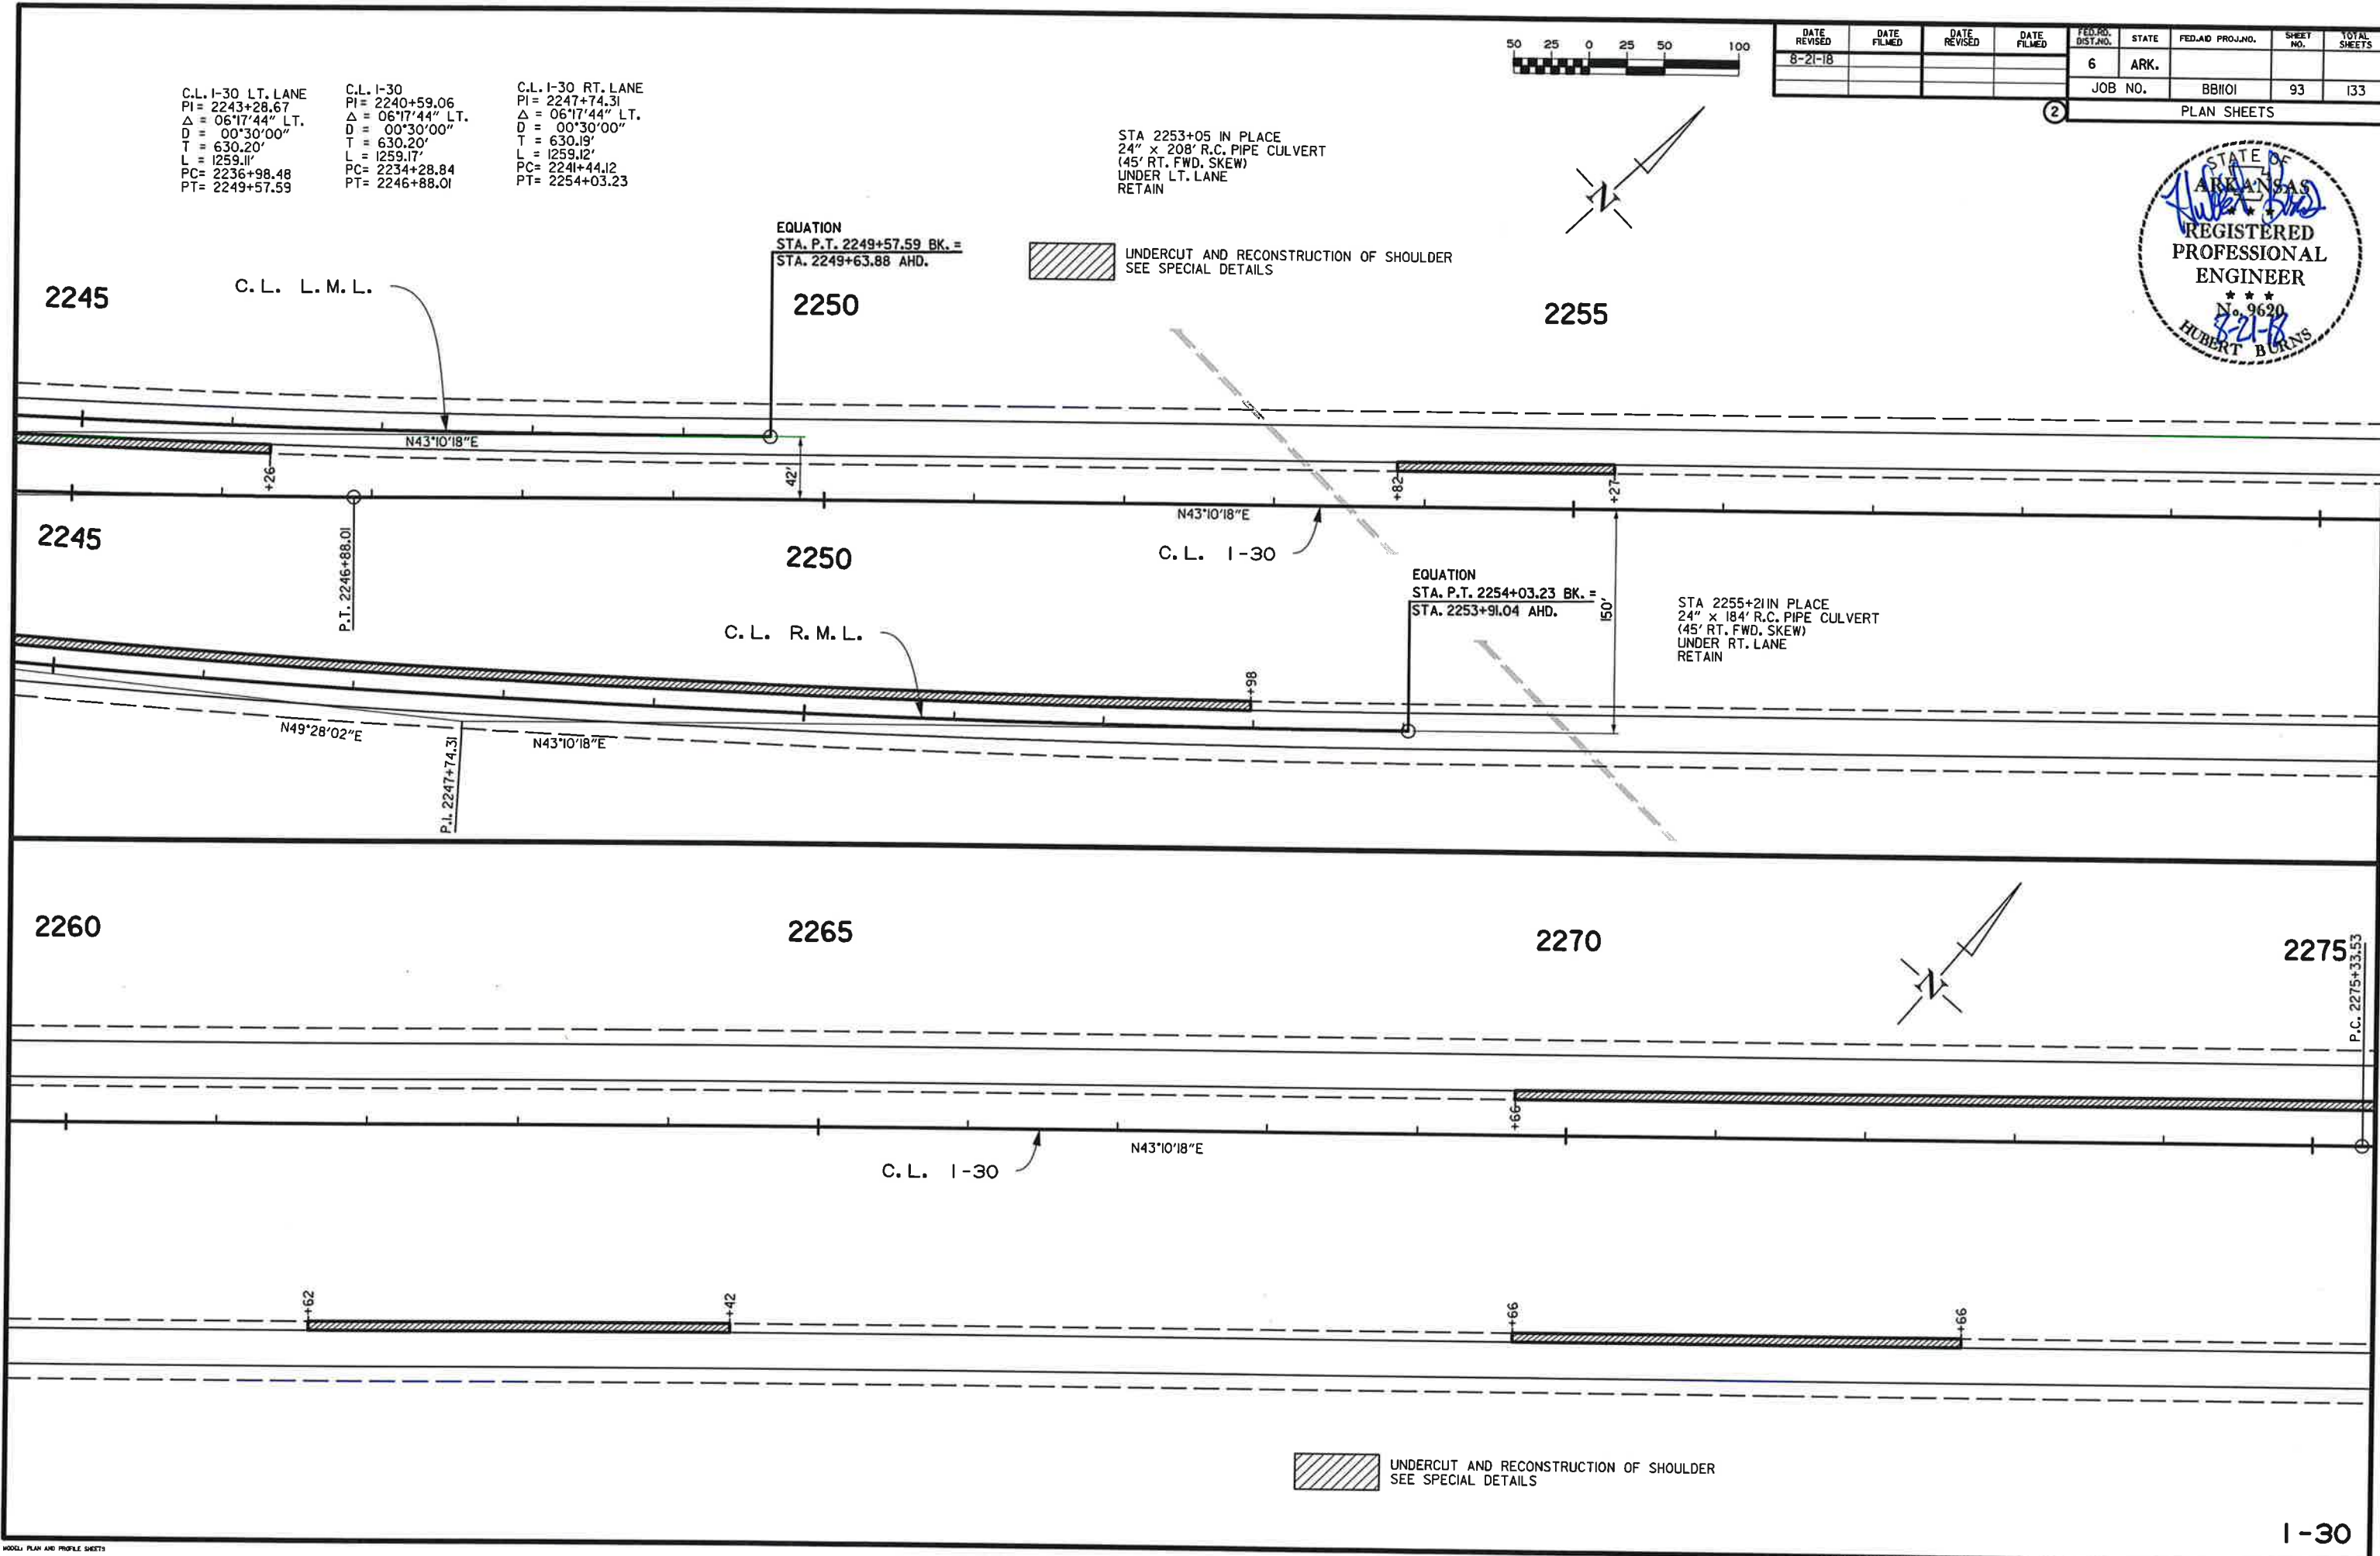 50 25 0 25 50 100
DATE REVISED
DATE FILMED
DATE REVISED
DATE FILMED
FED.RD. DIST.NO.
STATE
FED.AID PROJ.NO.
SHEET NO.
TOTAL SHEETS
8-21-18
6 ARK.
JOB NO. BB1101 93 133
2 PLAN SHEETS
C.L. I-30 LT. LANE
PI = 2243+28.67
Δ = 06°17'44" LT.
D = 00°30'00"
T = 630.20'
L = 1259.11'
PC= 2236+98.48
PT= 2249+57.59
C.L. I-30
PI = 2240+59.06
Δ = 06°17'44" LT.
D = 00°30'00"
T = 630.20'
L = 1259.17'
PC= 2234+28.84
PT= 2246+88.01
C.L. I-30 RT. LANE
PI = 2247+74.31
Δ = 06°17'44" LT.
D = 00°30'00"
T = 630.19'
L = 1259.12'
PC= 2241+44.12
PT= 2254+03.23
STA 2253+05 IN PLACE
24" x 208' R.C. PIPE CULVERT
(45' RT. FWD. SKEW)
UNDER LT. LANE
RETAIN
N
STATE OF
ARKANSAS
★ ★ ★
REGISTERED
PROFESSIONAL
ENGINEER
★ ★ ★
No. 9620
8-21-18
HUBERT BURNS
EQUATION
STA. P.T. 2249+57.59 BK. =
STA. 2249+63.88 AHD.
UNDERCUT AND RECONSTRUCTION OF SHOULDER
SEE SPECIAL DETAILS
2245
C.L. L.M.L.
2250
2255
N43°10'18"E
+26
42'
+82
+27
N43°10'18"E
2245
P.T. 2246+88.01
2250
C.L. I-30
EQUATION
STA. P.T. 2254+03.23 BK. =
STA. 2253+91.04 AHD.
150'
STA 2255+21 IN PLACE
24" x 184' R.C. PIPE CULVERT
(45' RT. FWD. SKEW)
UNDER RT. LANE
RETAIN
C.L. R.M.L.
+98
N49°28'02"E
P.I. 2247+74.31
N43°10'18"E
2260
2265
2270
2275
P.C. 2275+33.53
N
+66
N43°10'18"E
C.L. I-30
+62
+42
+66
+66
UNDERCUT AND RECONSTRUCTION OF SHOULDER
SEE SPECIAL DETAILS
I-30
MODEL: PLAN AND PROFILE SHEETS